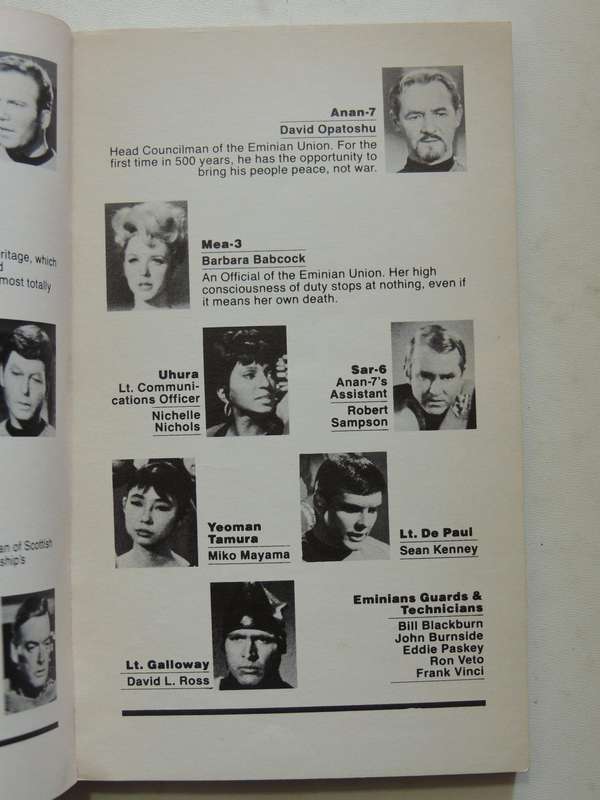 ritage, which
d
most totally
an of Scottish
ship's
Anan-7
David Opatoshu
Head Councilman of the Eminian Union. For the
first time in 500 years, he has the opportunity to
bring his people peace, not war.
Mea-3
Barbara Babcock
An Official of the Eminian Union. Her high
consciousness of duty stops at nothing, even if
it means her own death.
Uhura
Lt. Communi-
cations Officer
Nichelle
Nichols
Sar-6
Anan-7's
Assistant
Robert
Sampson
Yeoman
Tamura
Miko Mayama
Lt. De Paul
Sean Kenney
Lt. Galloway
David L. Ross
Eminians Guards &
Technicians
Bill Blackburn
John Burnside
Eddie Paskey
Ron Veto
Frank Vinci